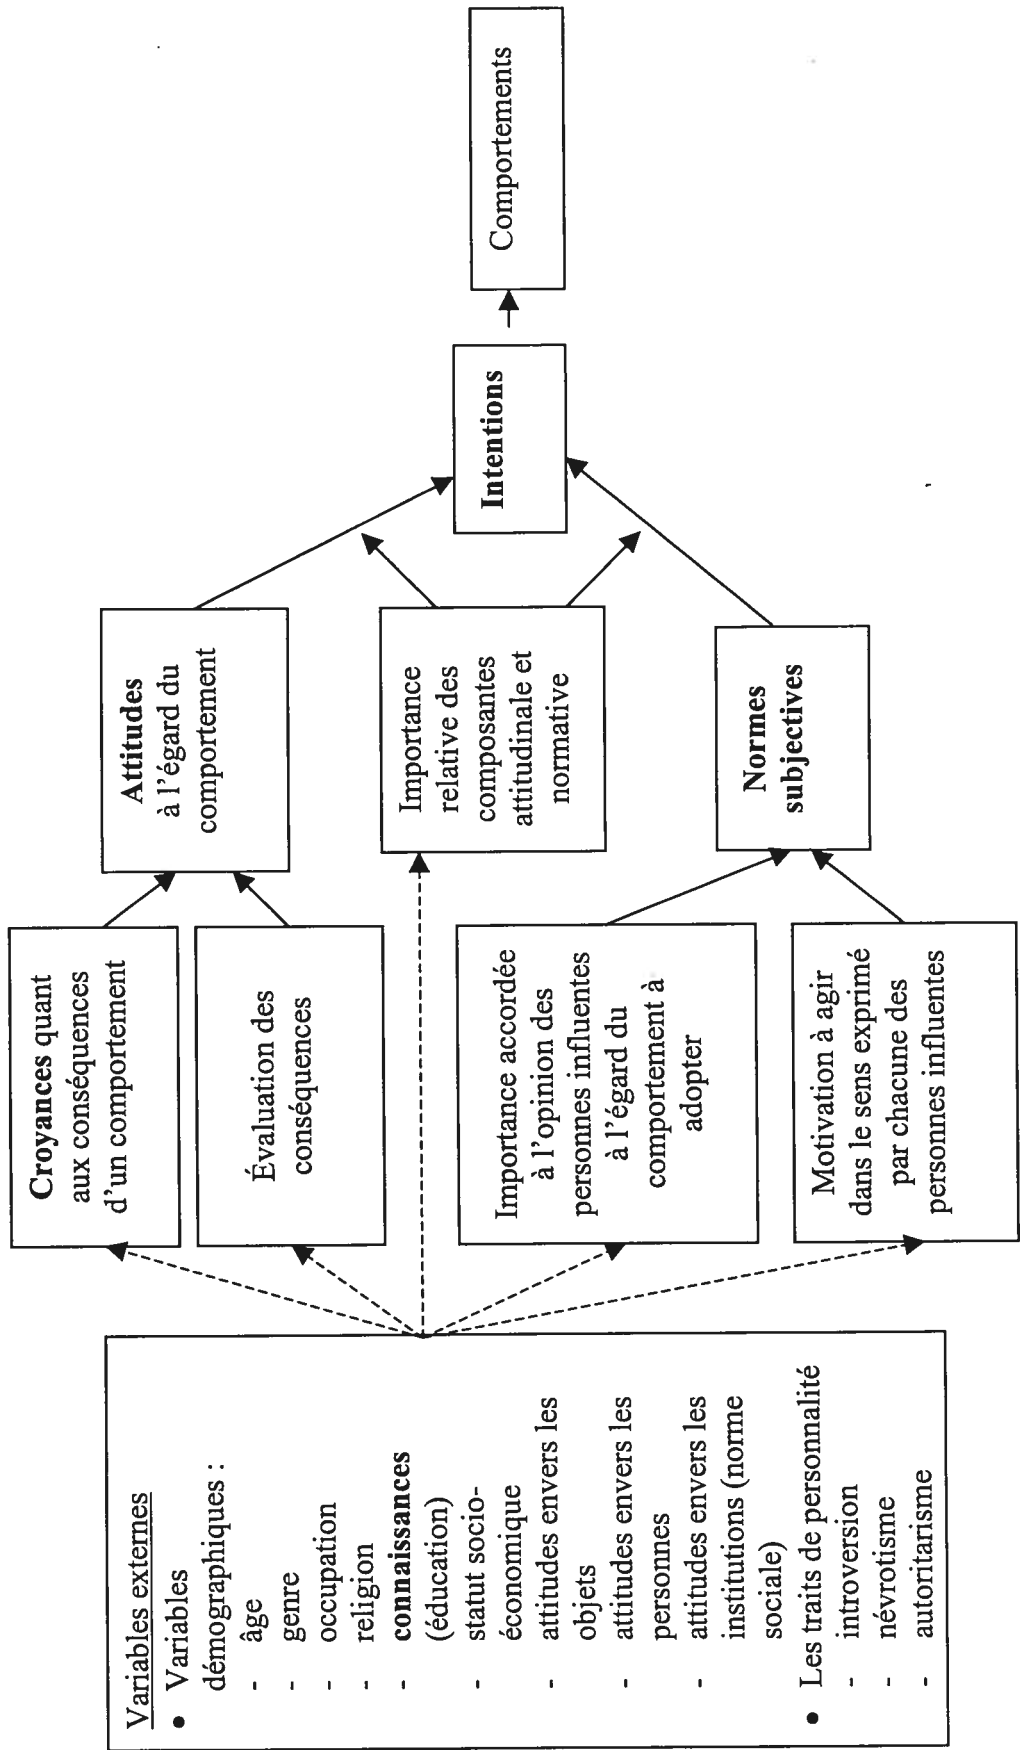 Variables externes
• Variables
démographiques :
- âge
- genre
- occupation
- religion
- connaissances
(éducation)
- statut socio-
économique
- attitudes envers les
objets
- attitudes envers les
personnes
- attitudes envers les
institutions (norme
sociale)
• Les traits de personnalité
- introversion
- névrotisme
- autoritarisme
Croyances quant
aux conséquences
d'un comportement
Évaluation des
conséquences
Importance accordée
à l'opinion des
personnes influentes
à l'égard du
comportement à
adopter
Motivation à agir
dans le sens exprimé
par chacune des
personnes influentes
Attitudes
à l'égard du
comportement
Importance
relative des
composantes
attitudinale et
normative
Normes
subjectives
Intentions
Comportements